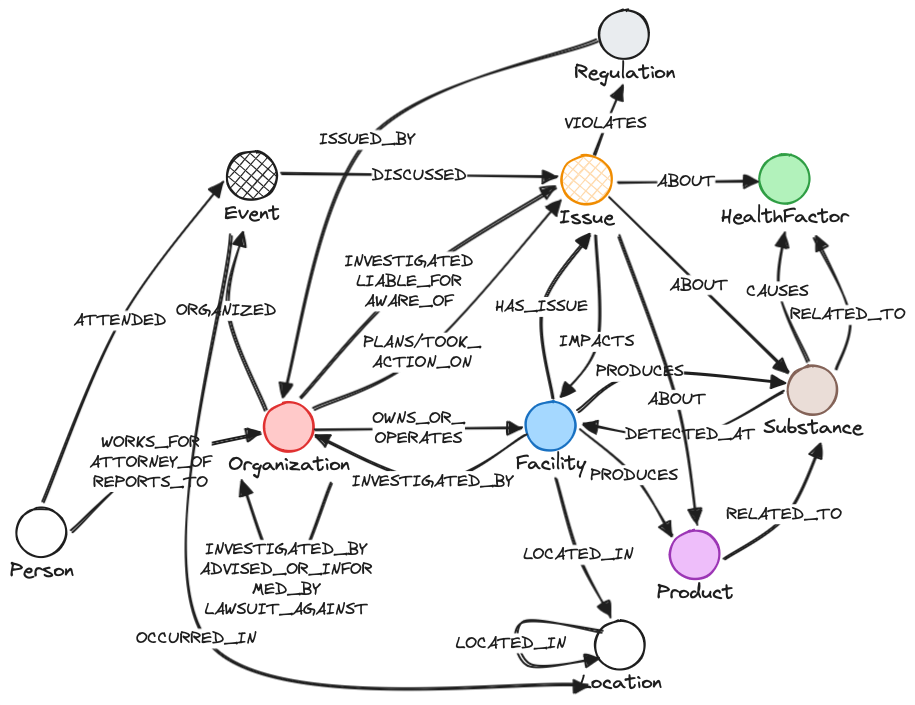 Regulation
VIOLATES
ISSUED_BY
DISCUSSED
ABOUT
Event
Issue
HealthFactor
INVESTIGATED
LIABLE_FOR
AWARE_OF
ABOUT
CAUSES
HAS_ISSUE
ORGANIZED
RELATED_TO
ATTENDED
PLANS/TOOK_
ACTION_ON
IMPACTS
PRODUCES
ABOUT
OWNS_OR_
OPERATES
Substance
DETECTED_AT
WORKS_FOR
ATTORNEY_OF
REPORTS_TO
Organization
Facility
INVESTIGATED_BY
PRODUCES
RELATED_TO
INVESTIGATED_BY
ADVISED_OR_INFOR
MED_BY
LAWSUIT_AGAINST
LOCATED_IN
Person
Product
OCCURRED_IN
LOCATED_IN
Location